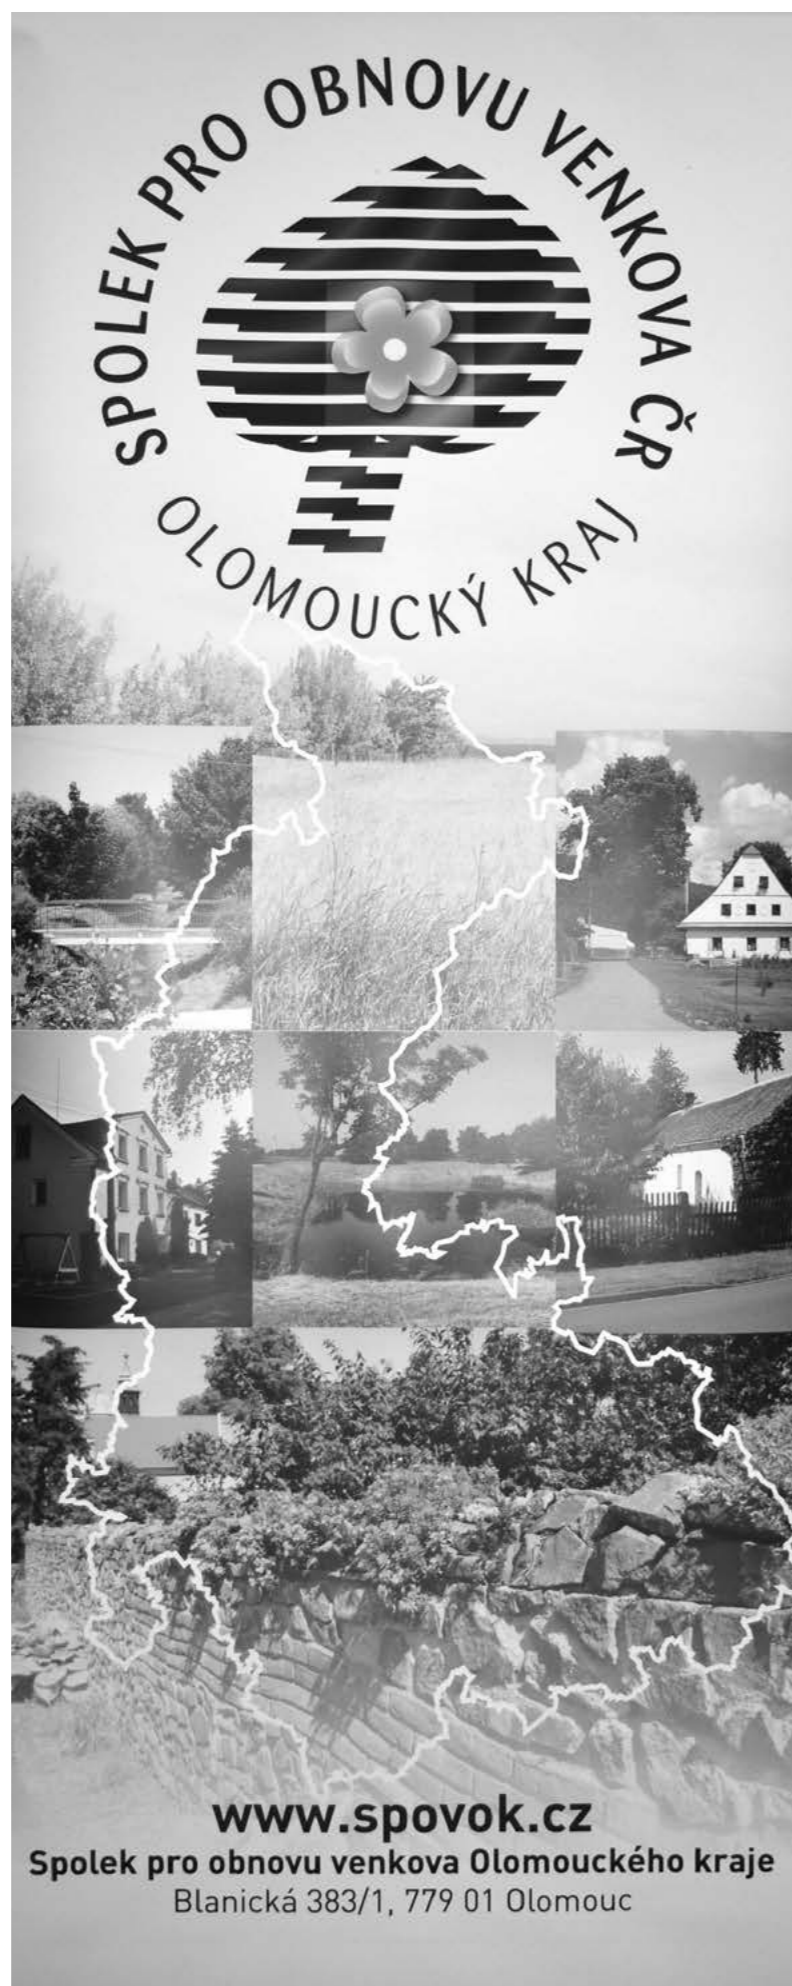 SPOLEK PRO OBNOVU VENKOVA ČR
OLOMOUCKÝ KRAJ
www.spovok.cz
Spolek pro obnovu venkova Olomouckého kraje
Blanická 383/1, 779 01 Olomouc